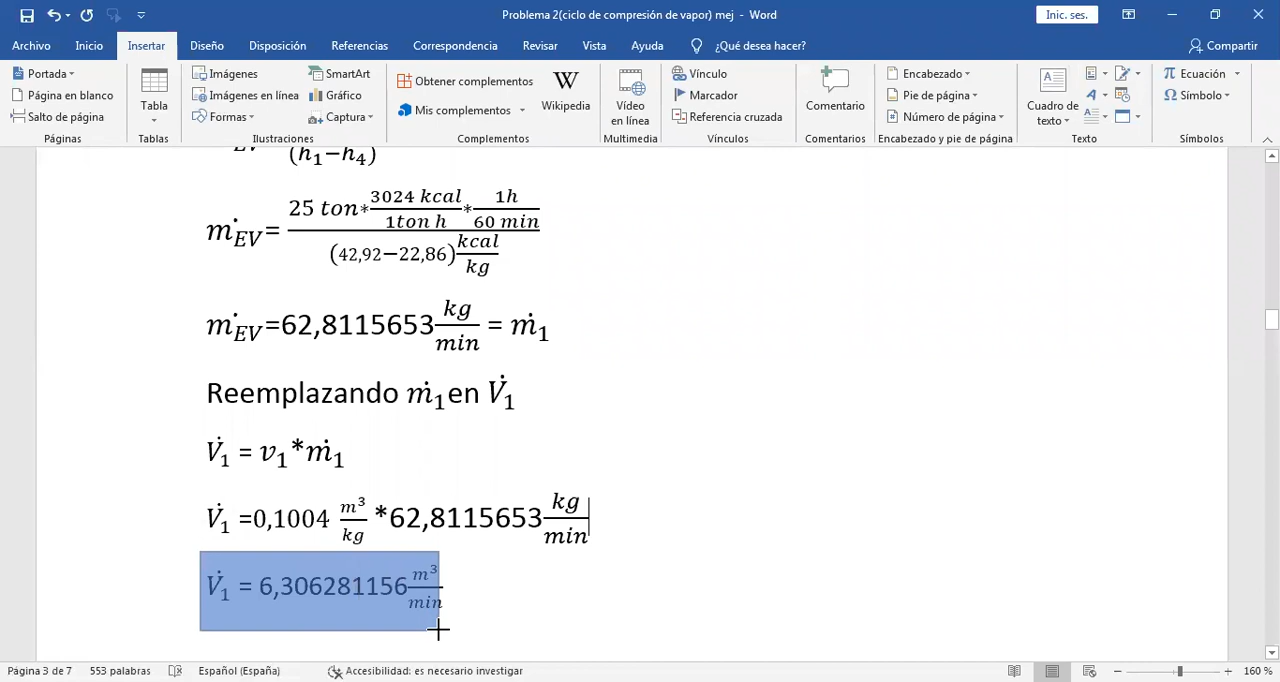 Problema 2(ciclo de compresión de vapor) mej - Word
Inic. ses.
Archivo Inicio Insertar Diseño Disposición Referencias Correspondencia Revisar Vista Ayuda ¿Qué desea hacer? Compartir
Portada
Página en blanco
Salto de página
Páginas
Tabla
Tablas
Imágenes
Imágenes en línea
Formas
SmartArt
Gráfico
Captura
Ilustraciones
Obtener complementos
Mis complementos
W
Wikipedia
Complementos
Vídeo
en línea
Multimedia
Vínculo
Marcador
Referencia cruzada
Vínculos
Comentario
Comentarios
Encabezado
Pie de página
Número de página
Encabezado y pie de página
A
Cuadro de
texto
Texto
π Ecuación
Ω Símbolo
Símbolos
EV (h₁−h₄)
ṁ_EV= (25 ton*(3024 kcal/1ton h)*(1h/60 min))/((42,92−22,86)kcal/kg)
ṁ_EV=62,8115653 kg/min = ṁ₁
Reemplazando ṁ₁ en V̇₁
V̇₁ = v₁*ṁ₁
V̇₁ =0,1004 m³/kg *62,8115653 kg/min
V̇₁ = 6,306281156 m³/min
Página 3 de 7 553 palabras Español (España) Accesibilidad: es necesario investigar 160 %